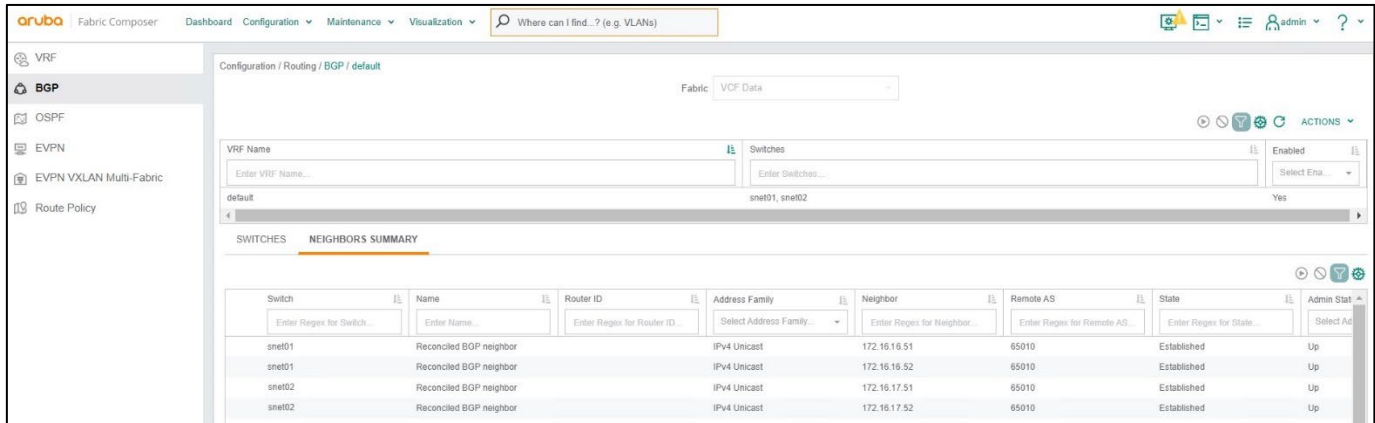 aruba Fabric Composer Dashboard Configuration Maintenance Visualization Where can I find...? (e.g. VLANs) admin ?
VRF
BGP
OSPF
EVPN
EVPN VXLAN Multi-Fabric
Route Policy
Configuration / Routing / BGP / default
Fabric VCF Data
ACTIONS
VRF Name Switches Enabled
Enter VRF Name... Enter Switches... Select Ena...
default snet01, snet02 Yes
SWITCHES NEIGHBORS SUMMARY
Switch Name Router ID Address Family Neighbor Remote AS State Admin Stat
Enter Regex for Switch... Enter Name... Enter Regex for Router ID... Select Address Family... Enter Regex for Neighbor... Enter Regex for Remote AS... Enter Regex for State... Select Ad
snet01 Reconciled BGP neighbor IPv4 Unicast 172.16.16.51 65010 Established Up
snet01 Reconciled BGP neighbor IPv4 Unicast 172.16.16.52 65010 Established Up
snet02 Reconciled BGP neighbor IPv4 Unicast 172.16.17.51 65010 Established Up
snet02 Reconciled BGP neighbor IPv4 Unicast 172.16.17.52 65010 Established Up